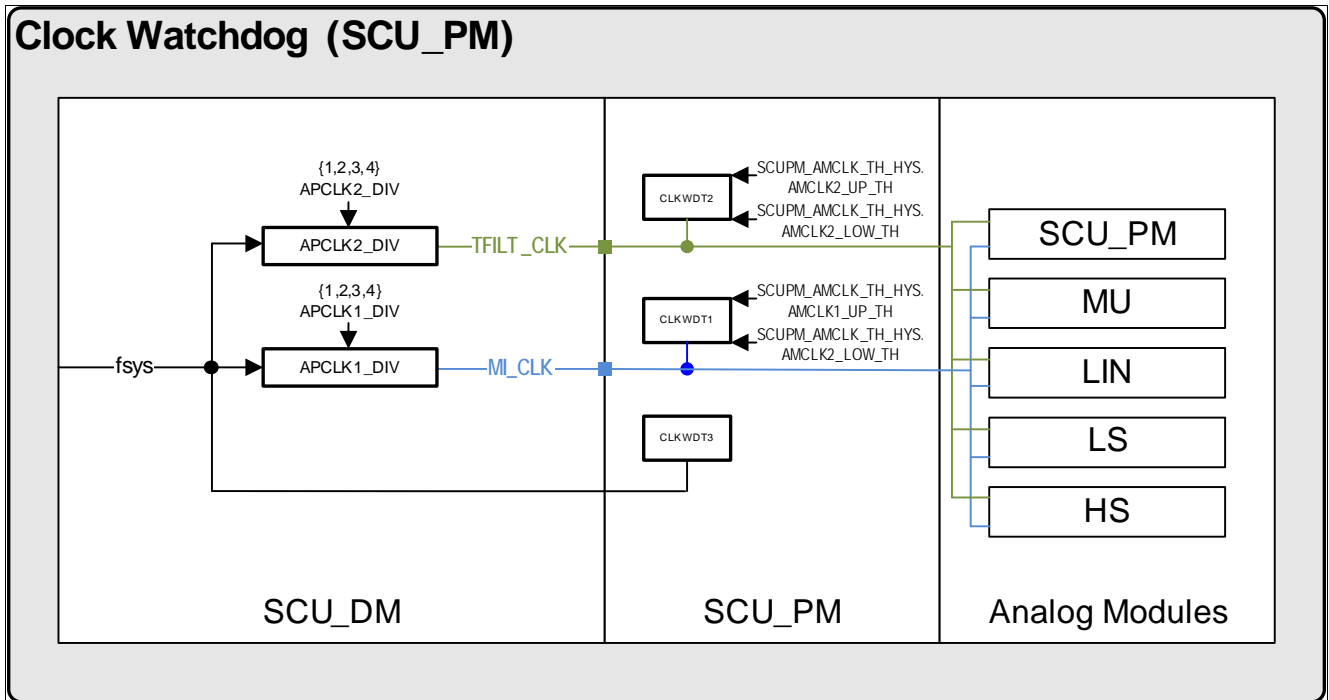 Clock Watchdog (SCU_PM)
{1,2,3,4}
APCLK2_DIV
APCLK2_DIV
TFILT_CLK
{1,2,3,4}
APCLK1_DIV
fsys
APCLK1_DIV
MI_CLK
CLKWDT2
SCUPM_AMCLK_TH_HYS.
AMCLK2_UP_TH
SCUPM_AMCLK_TH_HYS.
AMCLK2_LOW_TH
CLKWDT1
SCUPM_AMCLK_TH_HYS.
AMCLK1_UP_TH
SCUPM_AMCLK_TH_HYS.
AMCLK2_LOW_TH
CLKWDT3
SCU_PM
MU
LIN
LS
HS
SCU_DM
SCU_PM
Analog Modules